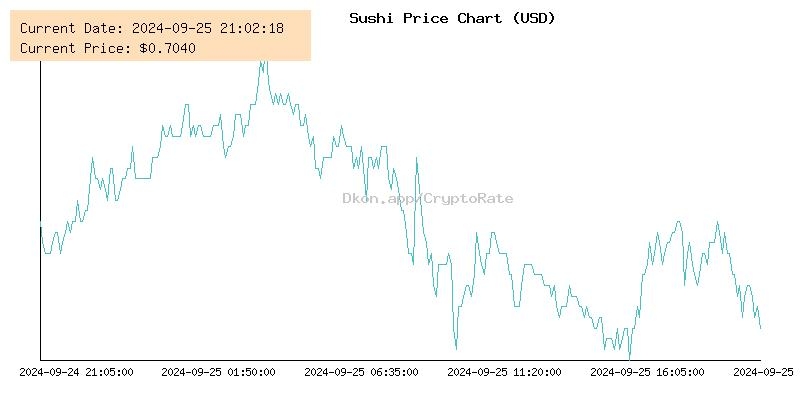 Sushi Price Chart (USD)
Current Date: 2024-09-25 21:02:18
Current Price: $0.7040
Dkon.app/CryptoRate
2024-09-24 21:05:00 2024-09-25 01:50:00 2024-09-25 06:35:00 2024-09-25 11:20:00 2024-09-25 16:05:00 2024-09-25